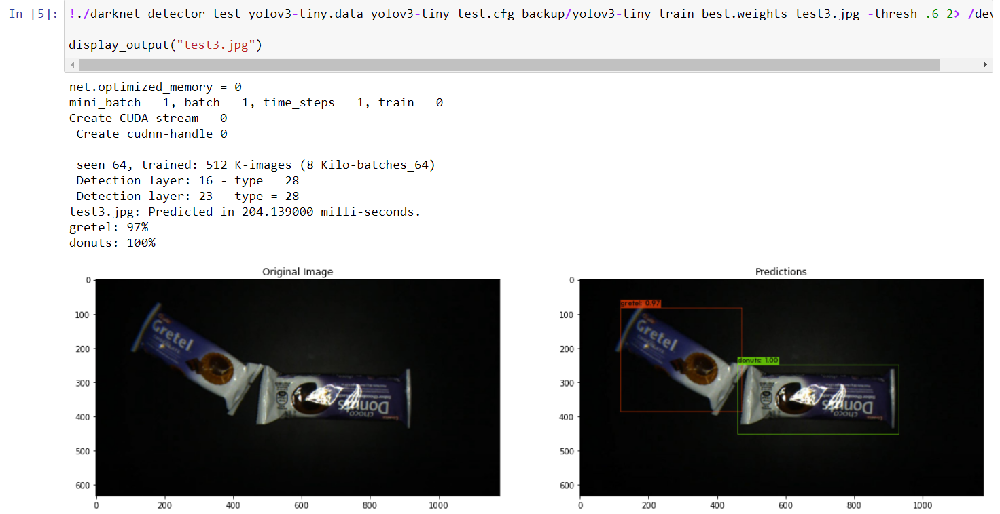 In [5]: !./darknet detector test yolov3-tiny.data yolov3-tiny_test.cfg backup/yolov3-tiny_train_best.weights test3.jpg -thresh .6 2> /dev
display_output("test3.jpg")
net.optimized_memory = 0
mini_batch = 1, batch = 1, time_steps = 1, train = 0
Create CUDA-stream - 0
Create cudnn-handle 0
seen 64, trained: 512 K-images (8 Kilo-batches_64)
Detection layer: 16 - type = 28
Detection layer: 23 - type = 28
test3.jpg: Predicted in 204.139000 milli-seconds.
gretel: 97%
donuts: 100%
Original Image
0
100
200
300
400
500
600
0 200 400 600 800 1000
Gretel
CHOCOLATE
Donuts
choco
Predictions
0
100
200
300
400
500
600
0 200 400 600 800 1000
gretel: 0.97
Gretel
CHOCOLATE
donuts: 1.00
Donuts
choco